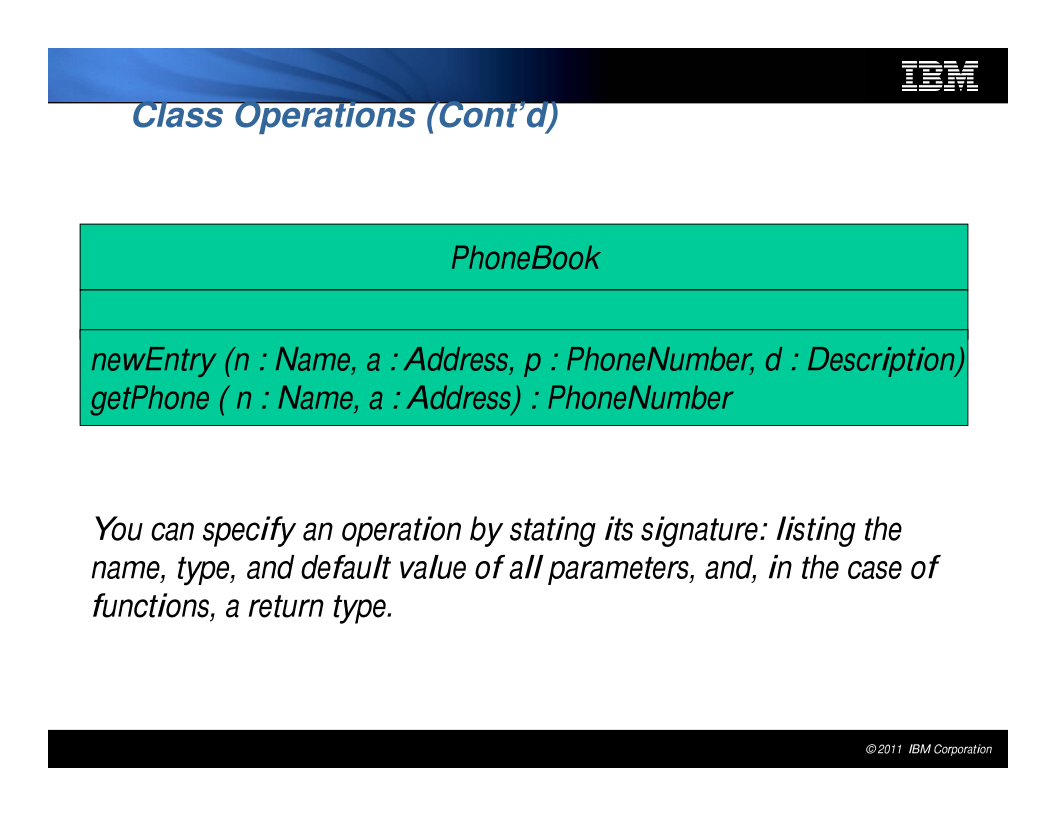 IBM
Class Operations (Cont’d)
PhoneBook
newEntry (n : Name, a : Address, p : PhoneNumber, d : Description)
getPhone ( n : Name, a : Address) : PhoneNumber
You can specify an operation by stating its signature: listing the
name, type, and default value of all parameters, and, in the case of
functions, a return type.
© 2011 IBM Corporation